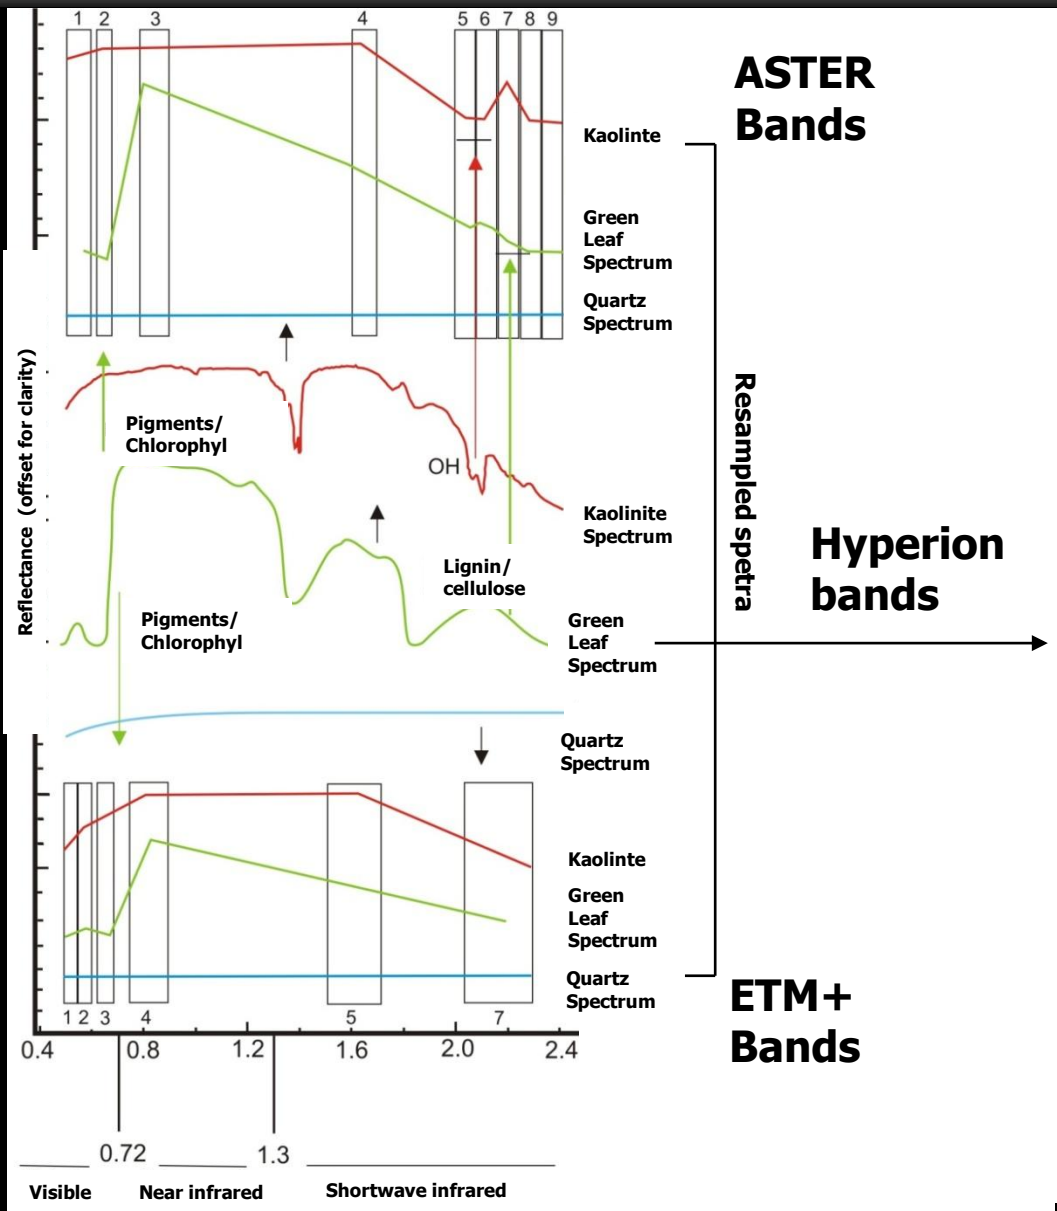 1 2 3 4 5 6 7 8 9
ASTER
Bands
Kaolinte
Green
Leaf
Spectrum
Quartz
Spectrum
Reflectance (offset for clarity)
Pigments/
Chlorophyl
OH
Kaolinite
Spectrum
Resampled spetra
Hyperion
bands
Lignin/
cellulose
Pigments/
Chlorophyl
Green
Leaf
Spectrum
Quartz
Spectrum
Kaolinte
Green
Leaf
Spectrum
Quartz
Spectrum
ETM+
Bands
1 2 3 4 5 7
0.4 0.8 1.2 1.6 2.0 2.4
0.72 1.3
Visible Near infrared Shortwave infrared